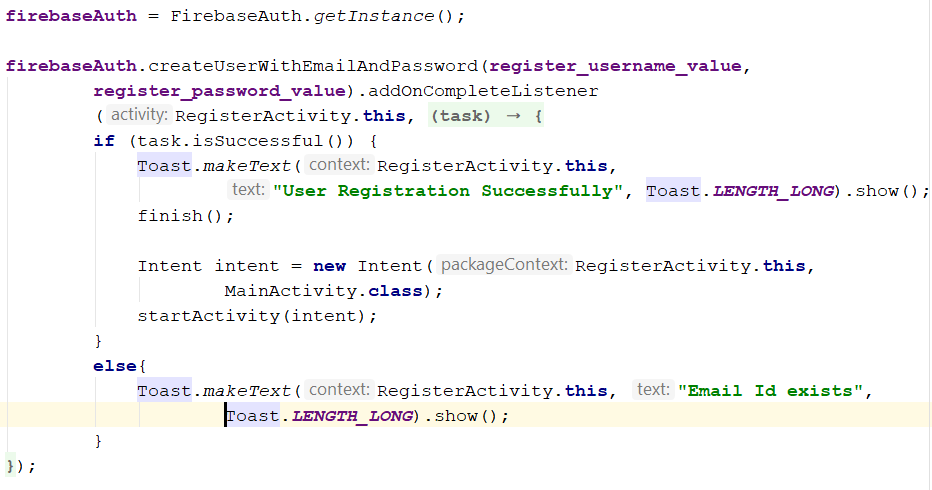 firebaseAuth = FirebaseAuth.getInstance();
firebaseAuth.createUserWithEmailAndPassword(register_username_value,
register_password_value).addOnCompleteListener
( activity: RegisterActivity.this, (task) → {
if (task.isSuccessful()) {
Toast.makeText( context: RegisterActivity.this,
text: "User Registration Successfully", Toast.LENGTH_LONG).show();
finish();
Intent intent = new Intent( packageContext: RegisterActivity.this,
MainActivity.class);
startActivity(intent);
}
else{
Toast.makeText( context: RegisterActivity.this, text: "Email Id exists",
Toast.LENGTH_LONG).show();
}
});